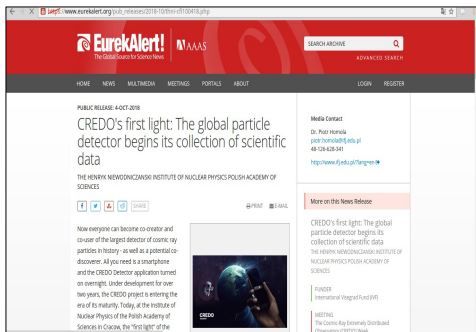 https://www.eurekalert.org/pub_releases/2018-10/thni-cfl100418.php
EurekAlert! AAAS
The Global Source for Science News
SEARCH ARCHIVE
ADVANCED SEARCH
HOME NEWS MULTIMEDIA MEETINGS PORTALS ABOUT LOGIN REGISTER
PUBLIC RELEASE: 4-OCT-2018
CREDO's first light: The global particle
detector begins its collection of scientific
data
THE HENRYK NIEWODNICZANSKI INSTITUTE OF NUCLEAR PHYSICS POLISH ACADEMY OF
SCIENCES
SHARE PRINT E-MAIL
Now everyone can become co-creator and
co-user of the largest detector of cosmic ray
particles in history - as well as a potential co-
discoverer. All you need is a smartphone
and the CREDO Detector application turned
on overnight. Under development for over
two years, the CREDO project is entering the
era of its maturity. Today, at the Institute of
Nuclear Physics of the Polish Academy of
Sciences in Cracow, the "first light" of the
CREDO
Media Contact
Dr. Piotr Homola
piotr.homola@ifj.edu.pl
48-126-628-341
http://www.ifj.edu.pl/?lang=en
More on this News Release
CREDO's first light: The global
particle detector begins its
collection of scientific data
THE HENRYK NIEWODNICZANSKI INSTITUTE OF
NUCLEAR PHYSICS POLISH ACADEMY OF
SCIENCES
FUNDER
International Visegrad Fund (IVF)
MEETING
The Cosmic Ray Extremely Distributed
Observatory (CREDO) Week